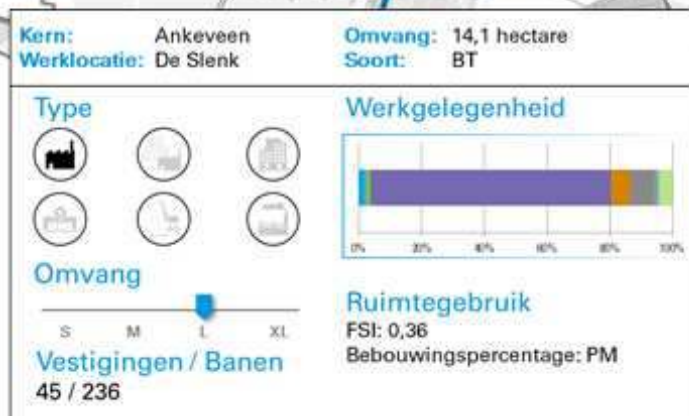 Kern: Ankeveen
Werklocatie: De Slenk
Omvang: 14,1 hectare
Soort: BT
Type
Omvang
S M L XL
Vestigingen / Banen
45 / 236
Werkgelegenheid
0% 20% 40% 60% 80% 100%
Ruimtegebruik
FSI: 0,36
Bebouwingspercentage: PM